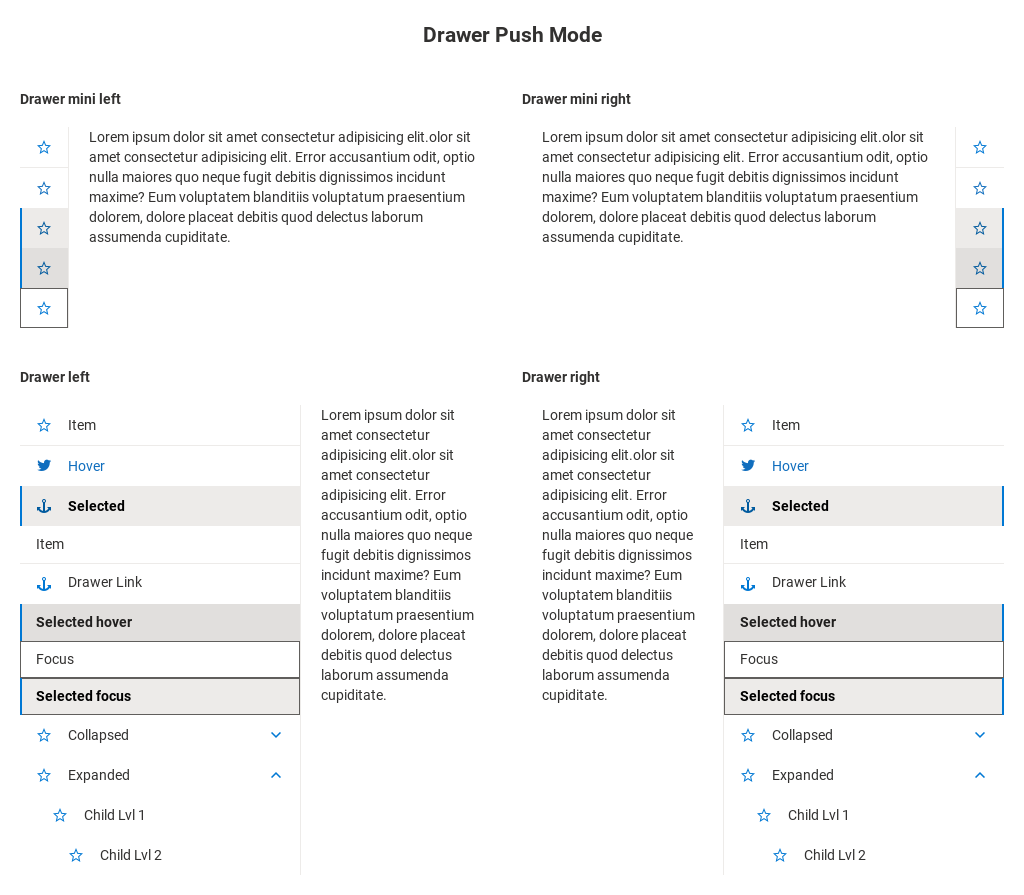 Drawer Push Mode
Drawer mini left
Lorem ipsum dolor sit amet consectetur adipisicing elit.olor sit
amet consectetur adipisicing elit. Error accusantium odit, optio
nulla maiores quo neque fugit debitis dignissimos incidunt
maxime? Eum voluptatem blanditiis voluptatum praesentium
dolorem, dolore placeat debitis quod delectus laborum
assumenda cupiditate.
Drawer mini right
Lorem ipsum dolor sit amet consectetur adipisicing elit.olor sit
amet consectetur adipisicing elit. Error accusantium odit, optio
nulla maiores quo neque fugit debitis dignissimos incidunt
maxime? Eum voluptatem blanditiis voluptatum praesentium
dolorem, dolore placeat debitis quod delectus laborum
assumenda cupiditate.
Drawer left
Item
Hover
Selected
Item
Drawer Link
Selected hover
Focus
Selected focus
Collapsed
Expanded
Child Lvl 1
Child Lvl 2
Lorem ipsum dolor sit
amet consectetur
adipisicing elit.olor sit
amet consectetur
adipisicing elit. Error
accusantium odit, optio
nulla maiores quo neque
fugit debitis dignissimos
incidunt maxime? Eum
voluptatem blanditiis
voluptatum praesentium
dolorem, dolore placeat
debitis quod delectus
laborum assumenda
cupiditate.
Drawer right
Lorem ipsum dolor sit
amet consectetur
adipisicing elit.olor sit
amet consectetur
adipisicing elit. Error
accusantium odit, optio
nulla maiores quo neque
fugit debitis dignissimos
incidunt maxime? Eum
voluptatem blanditiis
voluptatum praesentium
dolorem, dolore placeat
debitis quod delectus
laborum assumenda
cupiditate.
Item
Hover
Selected
Item
Drawer Link
Selected hover
Focus
Selected focus
Collapsed
Expanded
Child Lvl 1
Child Lvl 2